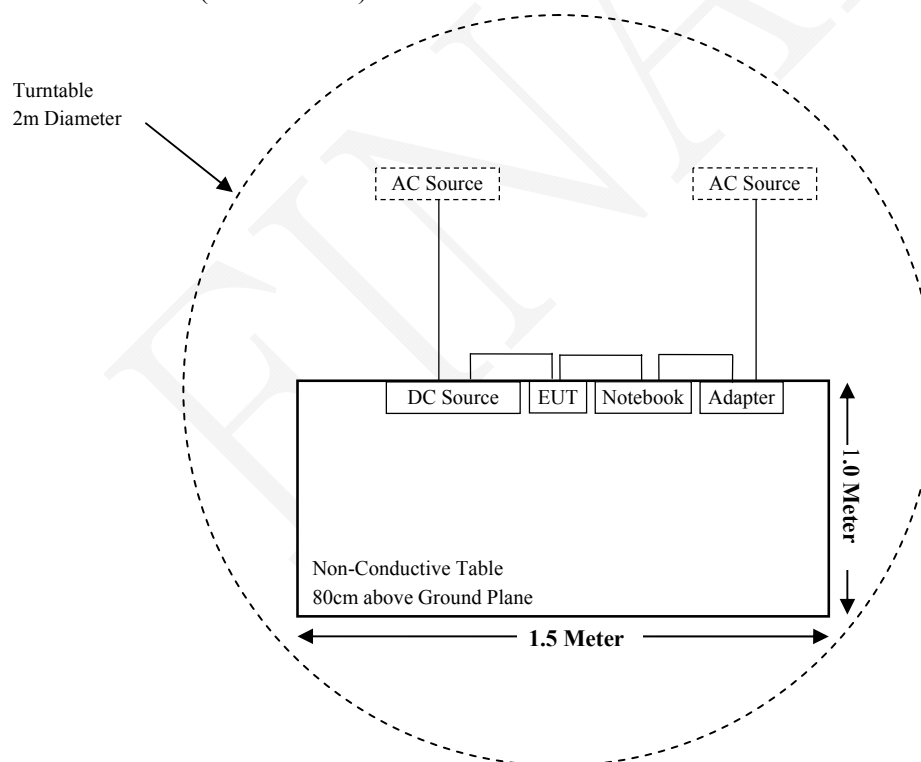 Turntable
2m Diameter
AC Source
AC Source
DC Source
EUT
Notebook
Adapter
1.0 Meter
Non-Conductive Table
80cm above Ground Plane
1.5 Meter